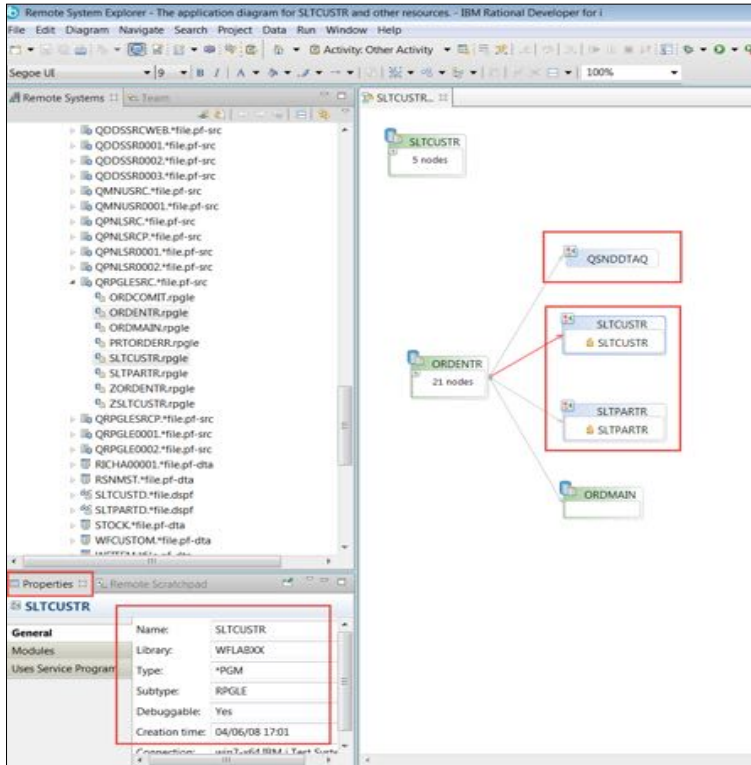 Remote System Explorer - The application diagram for SLTCUSTR and other resources. - IBM Rational Developer for i
File Edit Diagram Navigate Search Project Data Run Window Help
Activity: Other Activity
Segoe UI 9 B I A 100%
Remote Systems Team
QDDSSRCWEB.*file.pf-src
QDDSSR0001.*file.pf-src
QDDSSR0002.*file.pf-src
QDDSSR0003.*file.pf-src
QMNUSRC.*file.pf-src
QMNUSR0001.*file.pf-src
QPNLSRC.*file.pf-src
QPNLSRCP.*file.pf-src
QPNLSR0001.*file.pf-src
QPNLSR0002.*file.pf-src
QRPGLESRC.*file.pf-src
ORDCOMIT.rpgle
ORDENTR.rpgle
ORDMAIN.rpgle
PRTORDERR.rpgle
SLTCUSTR.rpgle
SLTPARTR.rpgle
ZORDENTR.rpgle
ZSLTCUSTR.rpgle
QRPGLESRCP.*file.pf-src
QRPGLE0001.*file.pf-src
QRPGLE0002.*file.pf-src
RICHA00001.*file.pf-dta
RSNMST.*file.pf-dta
SLTCUSTD.*file.dspf
SLTPARTD.*file.dspf
STOCK.*file.pf-dta
WFCUSTOM.*file.pf-dta
Properties Remote Scratchpad
SLTCUSTR
General
Modules
Uses Service Program
Name: SLTCUSTR
Library: WFLABXX
Type: *PGM
Subtype: RPGLE
Debuggable: Yes
Creation time: 04/06/08 17:01
Connection:
SLTCUSTR...
SLTCUSTR
5 nodes
QSNDDTAQ
SLTCUSTR
SLTCUSTR
ORDENTR
21 nodes
SLTPARTR
SLTPARTR
ORDMAIN